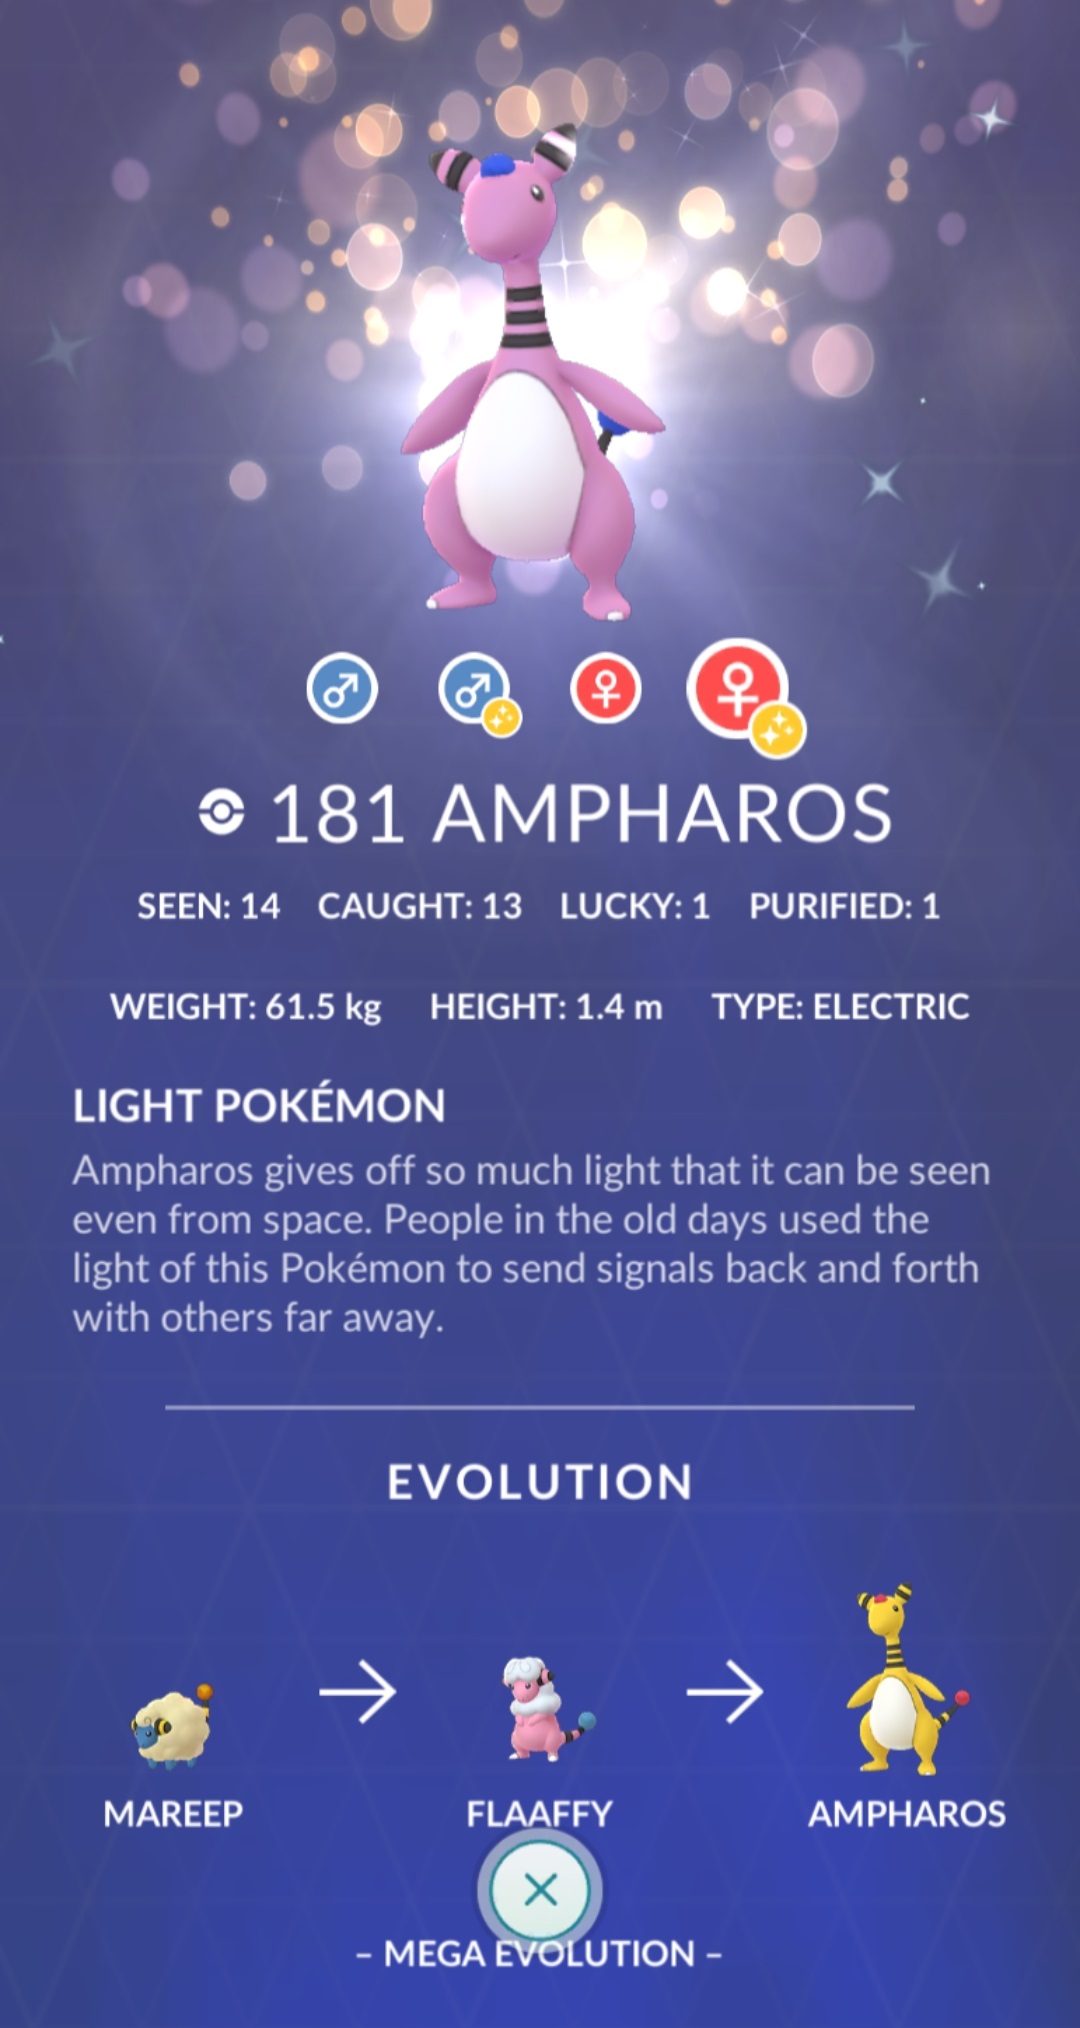 181 AMPHAROS
SEEN: 14 CAUGHT: 13 LUCKY: 1 PURIFIED: 1
WEIGHT: 61.5 kg HEIGHT: 1.4 m TYPE: ELECTRIC
LIGHT POKÉMON
Ampharos gives off so much light that it can be seen
even from space. People in the old days used the
light of this Pokémon to send signals back and forth
with others far away.
EVOLUTION
MAREEP FLAAFFY AMPHAROS
– MEGA EVOLUTION –